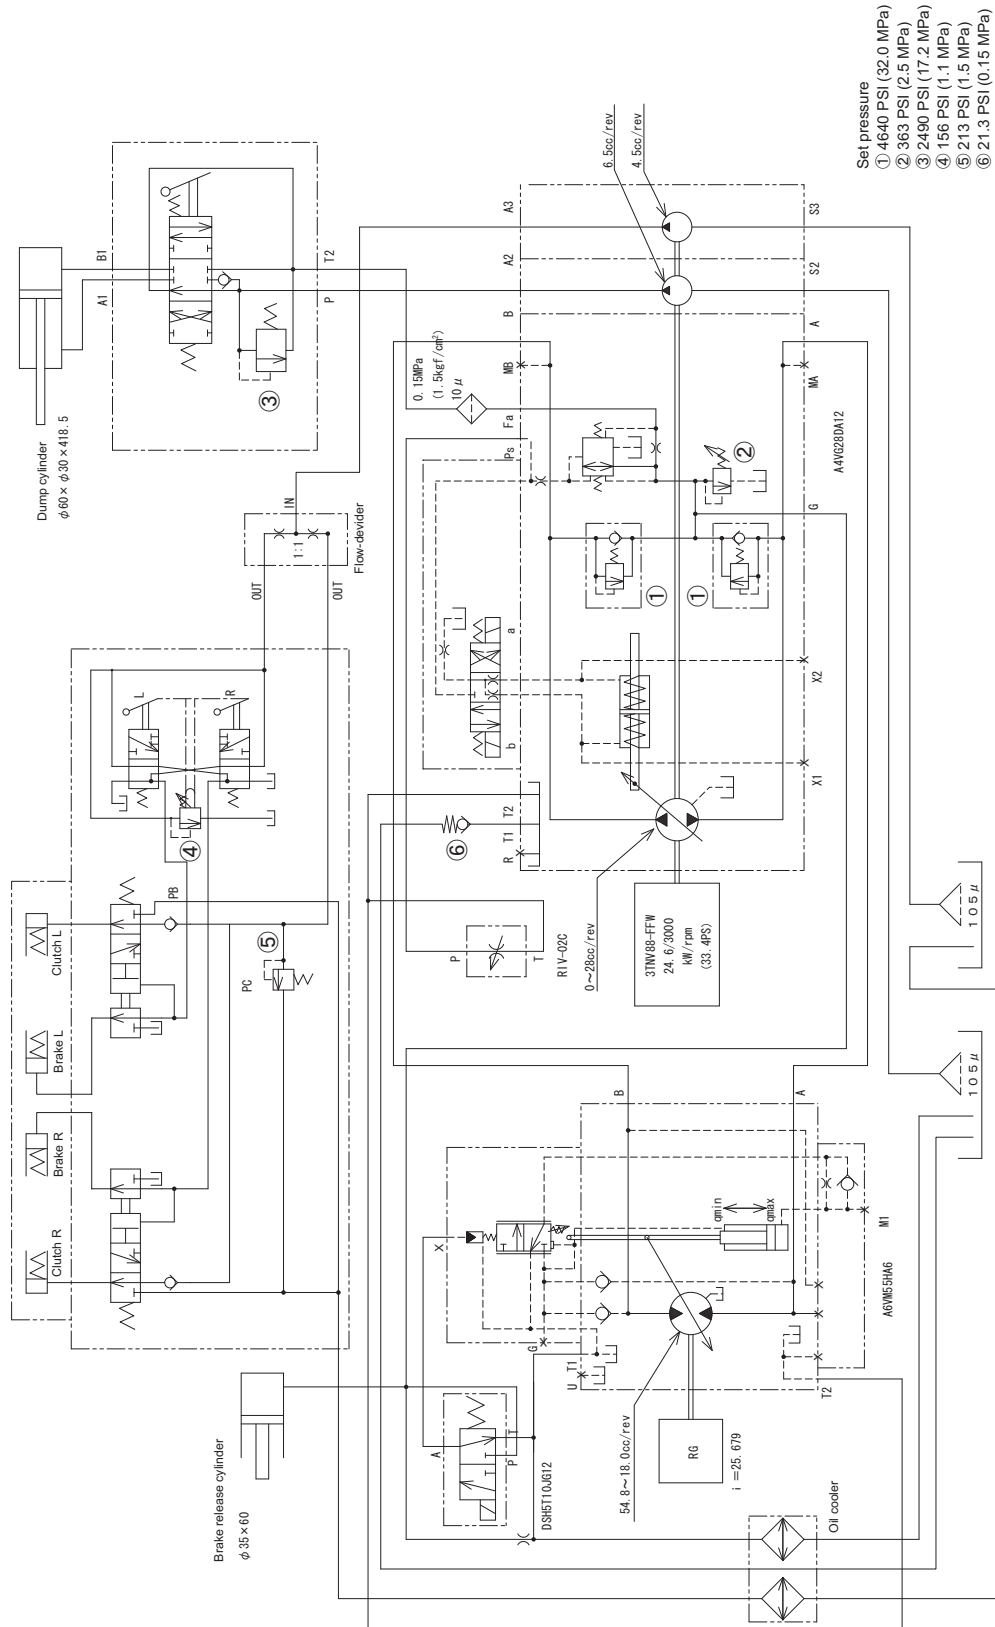 Dump cylinder
φ60×φ30×418.5
A1
B1
P
T2
③
0.15MPa
(1.5kgf/cm²)
10μ
IN
1:1
OUT
OUT
Flow-devider
L
R
④
PB
PC
⑤
Clutch L
Brake L
Brake R
Clutch R
Brake release cylinder
φ35×60
6.5cc/rev
4.5cc/rev
A3
S3
A2
S2
B
A
MB
MA
Fa
Ps
A4VG28DA12
②
G
①
①
a
b
X2
X1
T2
T1
R
⑥
P
T
RIV-02C
0~28cc/rev
3TNV88-FFW
24.6/3000
kW/rpm
(33.4PS)
B
A
X
G
qmin
qmax
M1
A6VM55HA6
U
T1
T2
A
P
T
DSH5T10JG12
54.8~18.0cc/rev
RG
i=25.679
Oil cooler
105μ
105μ
Set pressure
① 4640 PSI (32.0 MPa)
② 363 PSI (2.5 MPa)
③ 2490 PSI (17.2 MPa)
④ 156 PSI (1.1 MPa)
⑤ 213 PSI (1.5 MPa)
⑥ 21.3 PSI (0.15 MPa)